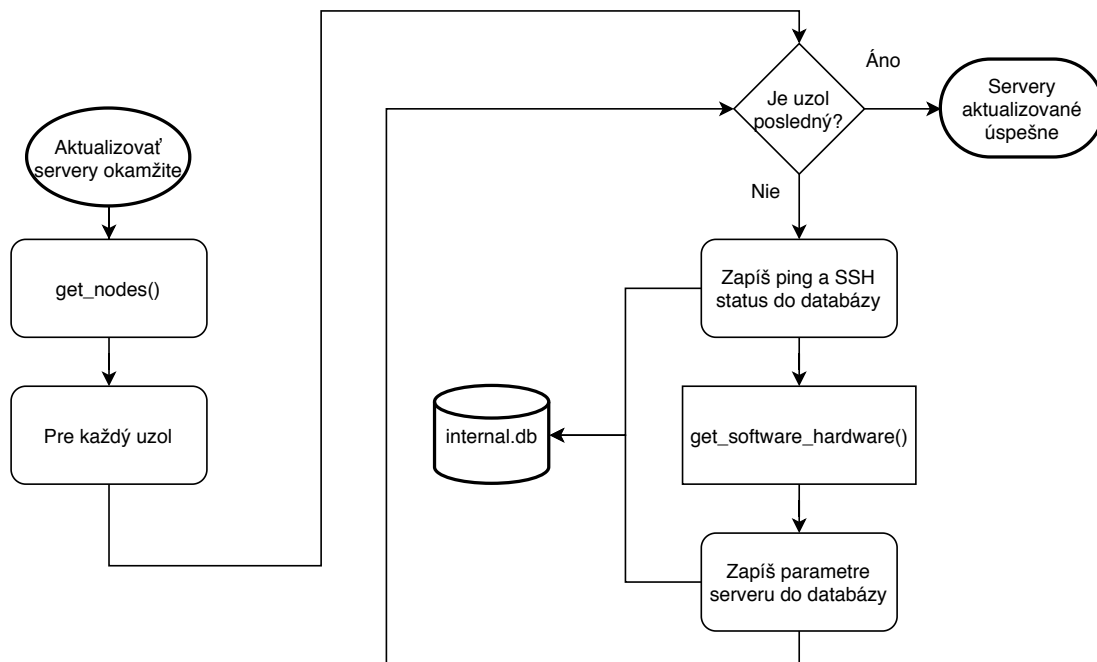 Aktualizovať
servery okamžite
get_nodes()
Pre každý uzol
Je uzol
posledný?
Áno
Servery
aktualizované
úspešne
Nie
Zapíš ping a SSH
status do databázy
internal.db
get_software_hardware()
Zapíš parametre
serveru do databázy